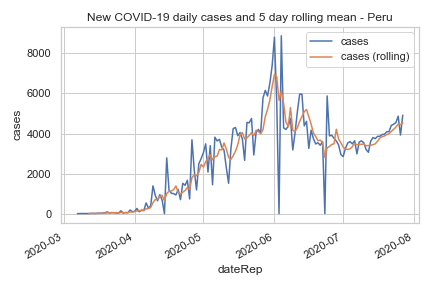 New COVID-19 daily cases and 5 day rolling mean - Peru
cases
cases (rolling)
8000
6000
4000
2000
0
cases
2020-03
2020-04
2020-05
2020-06
2020-07
2020-08
dateRep